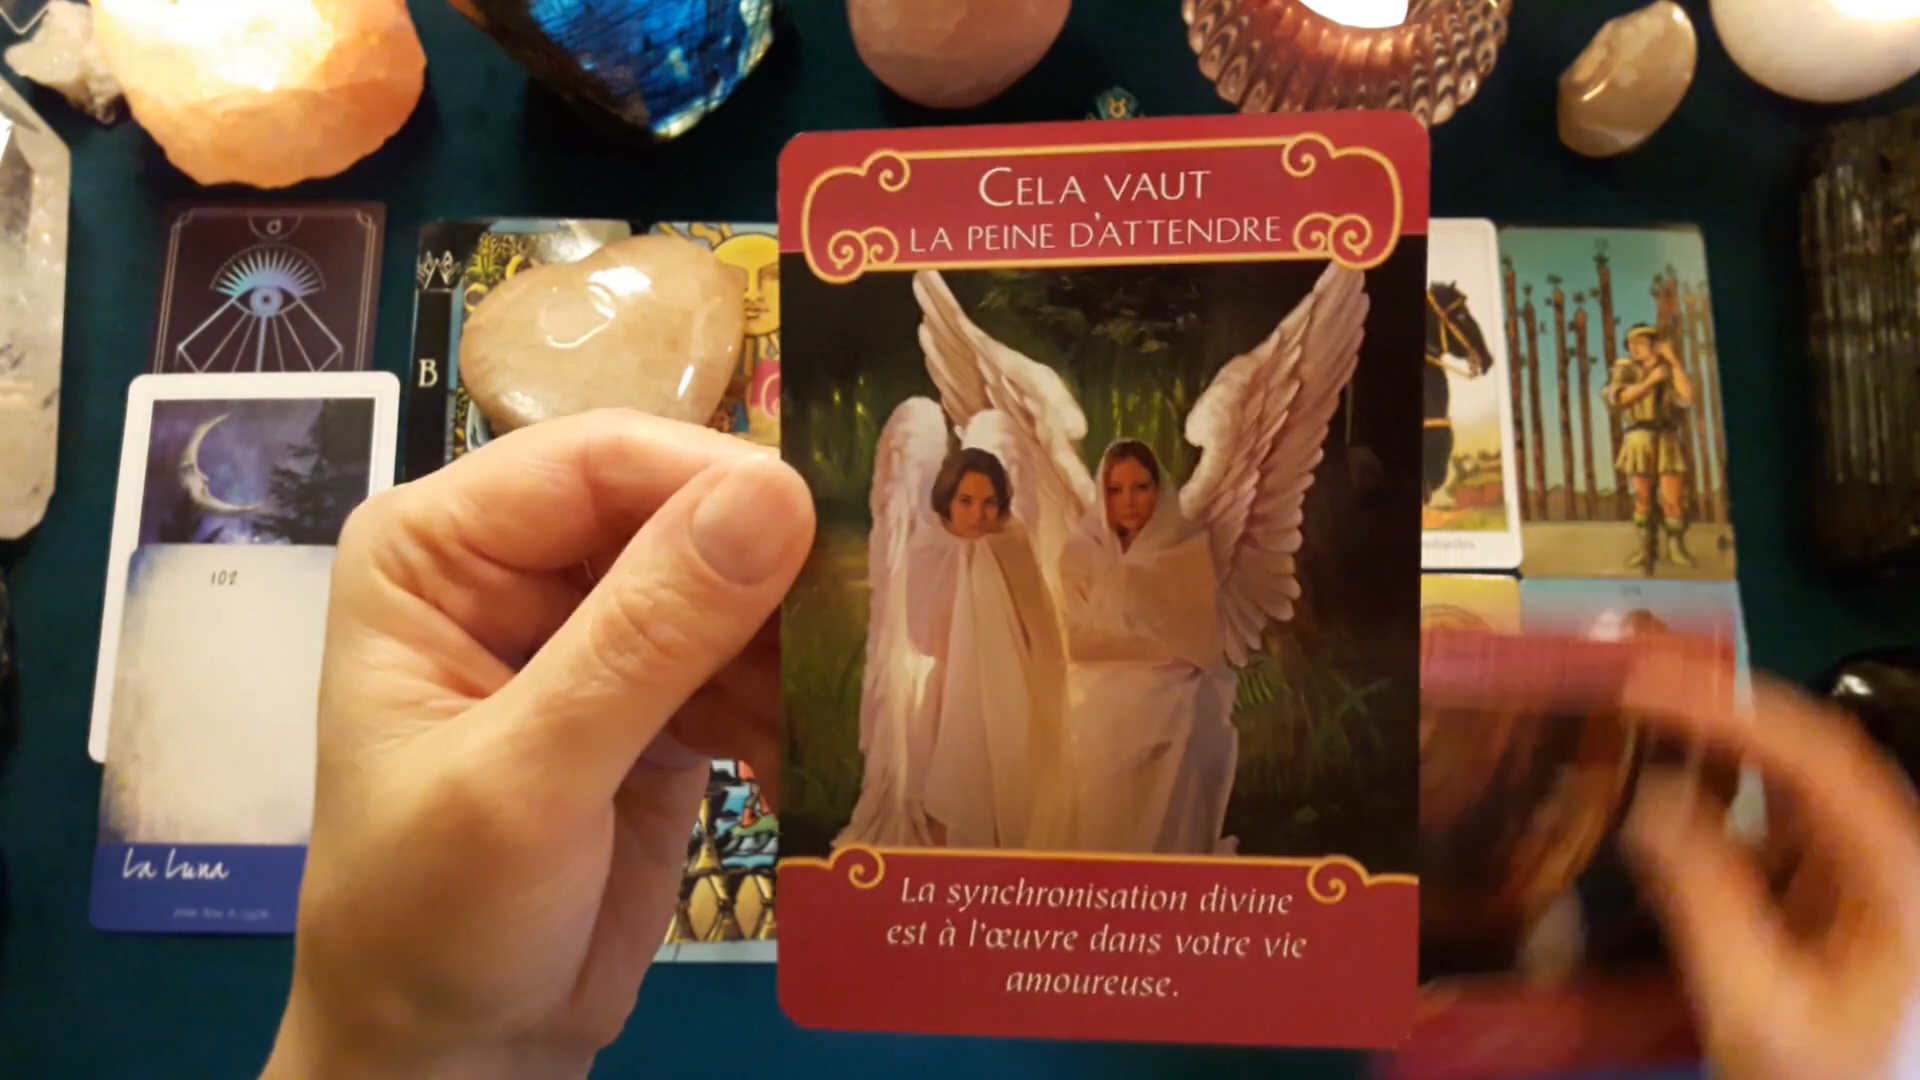 CELA VAUT
LA PEINE D'ATTENDRE
B
102
La Luna
La synchronisation divine
est à l'œuvre dans votre vie
amoureuse.